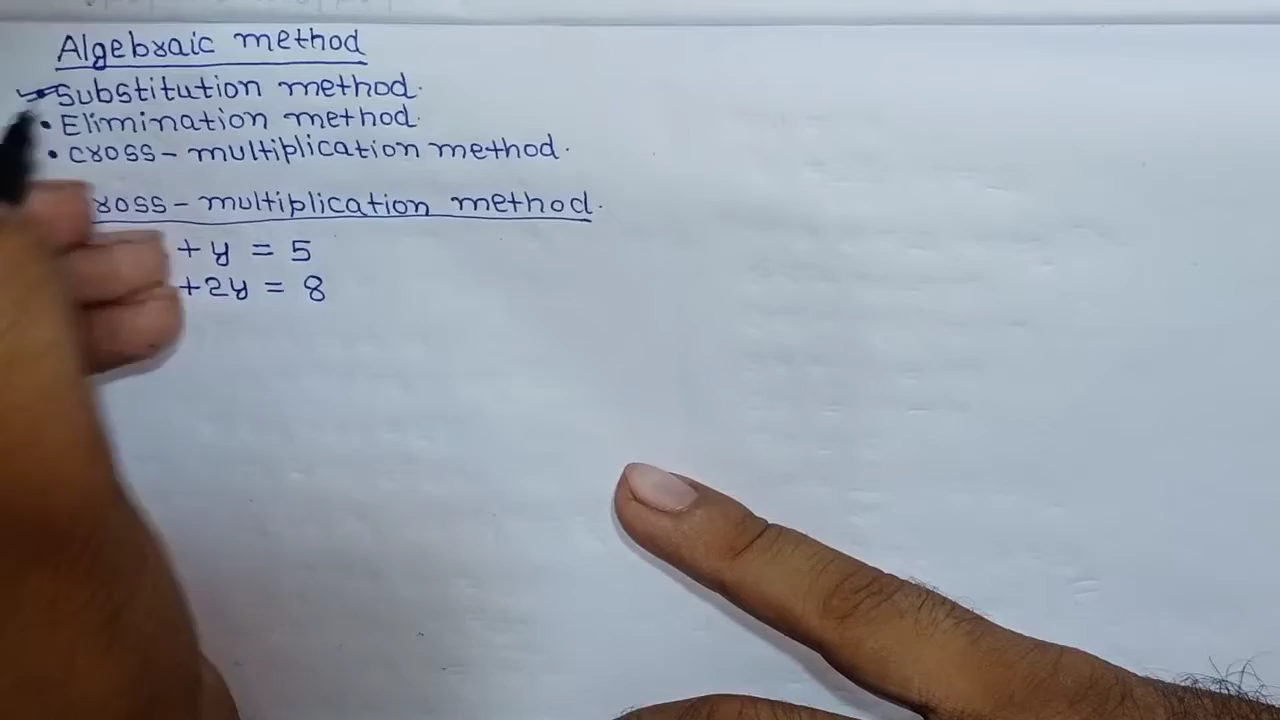 Algebraic method
Substitution method.
• Elimination method.
• cross-multiplication method.
ross-multiplication method.
+y = 5
+2y = 8